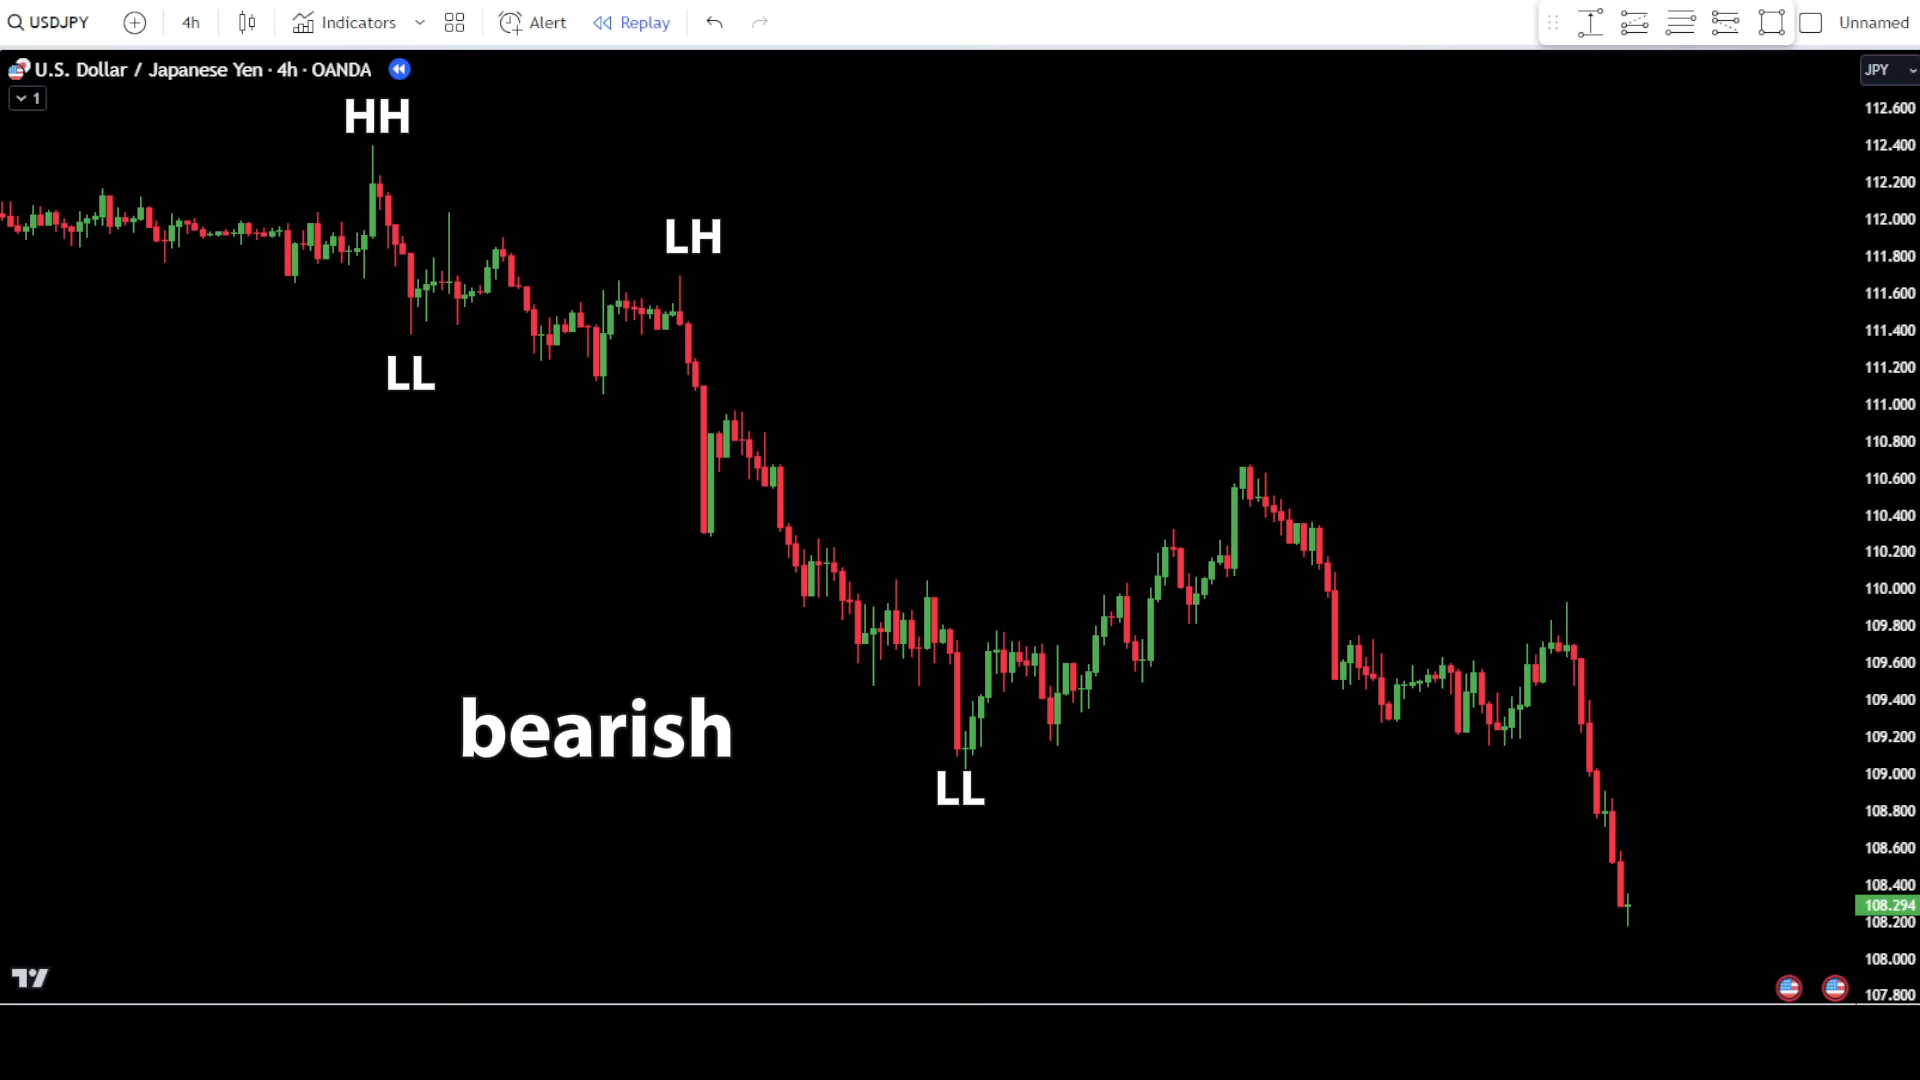 USDJPY
4h
Indicators
Alert
Replay
Unnamed
U.S. Dollar / Japanese Yen · 4h · OANDA
JPY
1
HH
LH
LL
bearish
LL
112.600
112.400
112.200
112.000
111.800
111.600
111.400
111.200
111.000
110.800
110.600
110.400
110.200
110.000
109.800
109.600
109.400
109.200
109.000
108.800
108.600
108.400
108.294
108.200
108.000
107.800